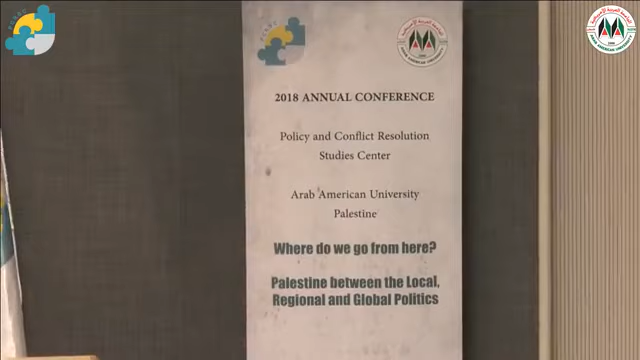 2018 ANNUAL CONFERENCE
Policy and Conflict Resolution
Studies Center
Arab American University
Palestine
Where do we go from here?
Palestine between the Local,
Regional and Global Politics